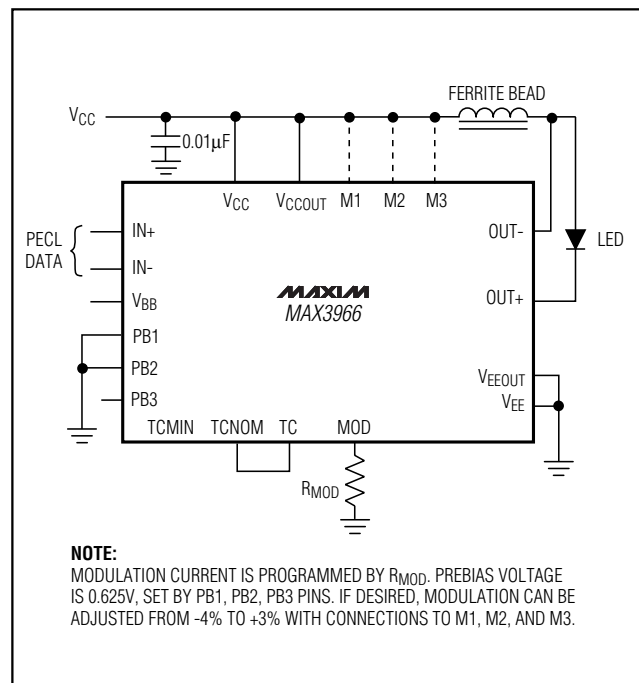 FERRITE BEAD
VCC
0.01µF
VCC VCCOUT M1 M2 M3
PECL DATA
IN+
IN-
VBB
PB1
PB2
PB3
MAXIM
MAX3966
OUT-
LED
OUT+
VEEOUT
VEE
TCMIN TCNOM TC MOD
RMOD
NOTE:
MODULATION CURRENT IS PROGRAMMED BY RMOD. PREBIAS VOLTAGE
IS 0.625V, SET BY PB1, PB2, PB3 PINS. IF DESIRED, MODULATION CAN BE
ADJUSTED FROM -4% TO +3% WITH CONNECTIONS TO M1, M2, AND M3.